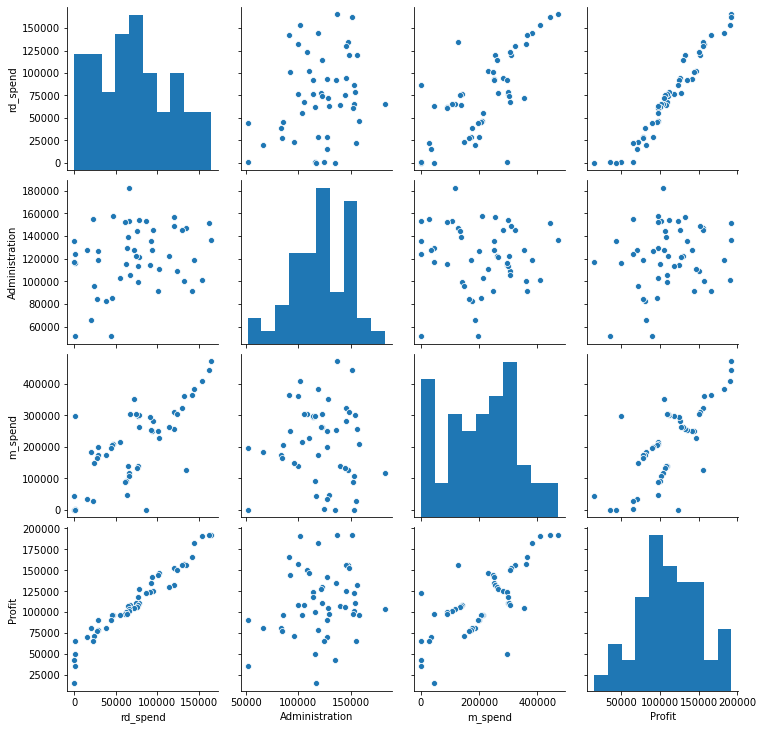 150000
125000
100000
75000
50000
25000
0
rd_spend
180000
160000
140000
120000
100000
80000
60000
Administration
400000
300000
200000
100000
0
m_spend
200000
175000
150000
125000
100000
75000
50000
25000
Profit
0 50000 100000 150000
rd_spend
100000 150000
Administration
0 200000 400000
m_spend
50000 100000 150000 200000
Profit